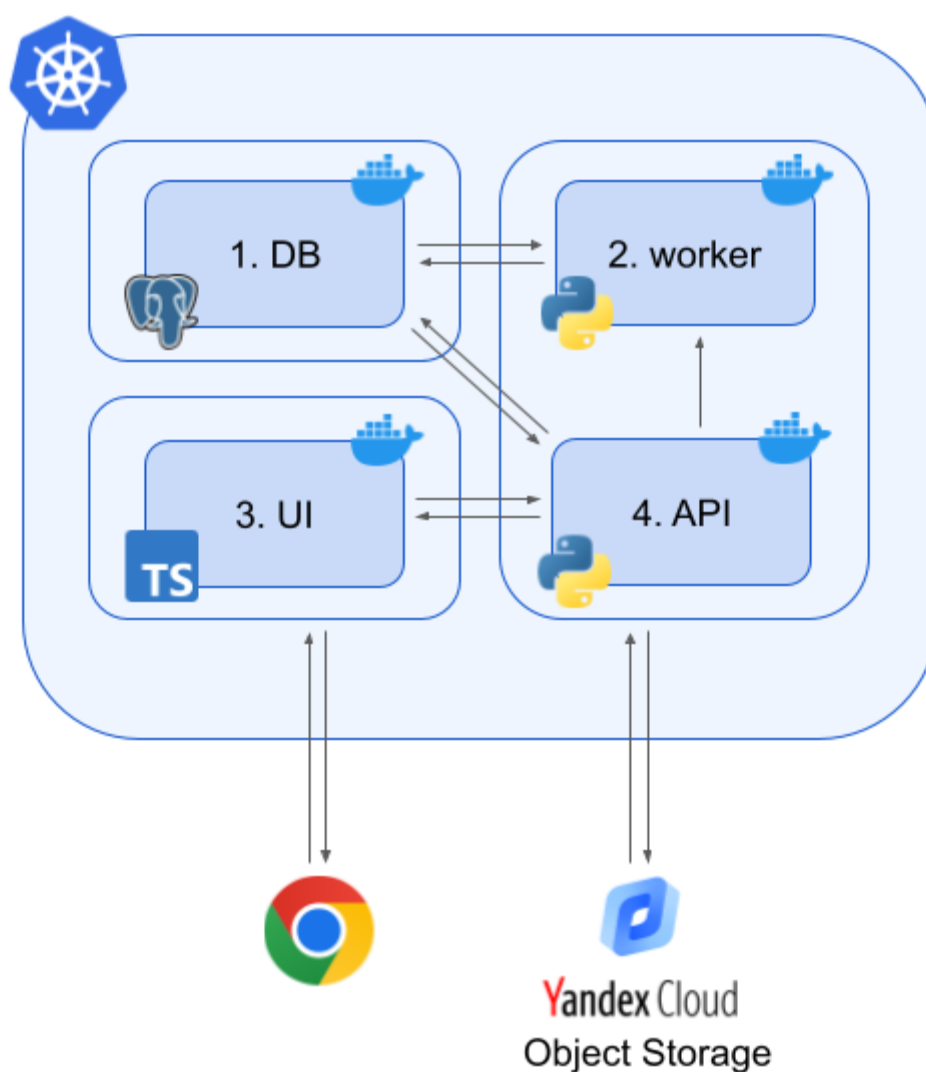 1. DB
2. worker
3. UI
TS
4. API
Yandex Cloud
Object Storage